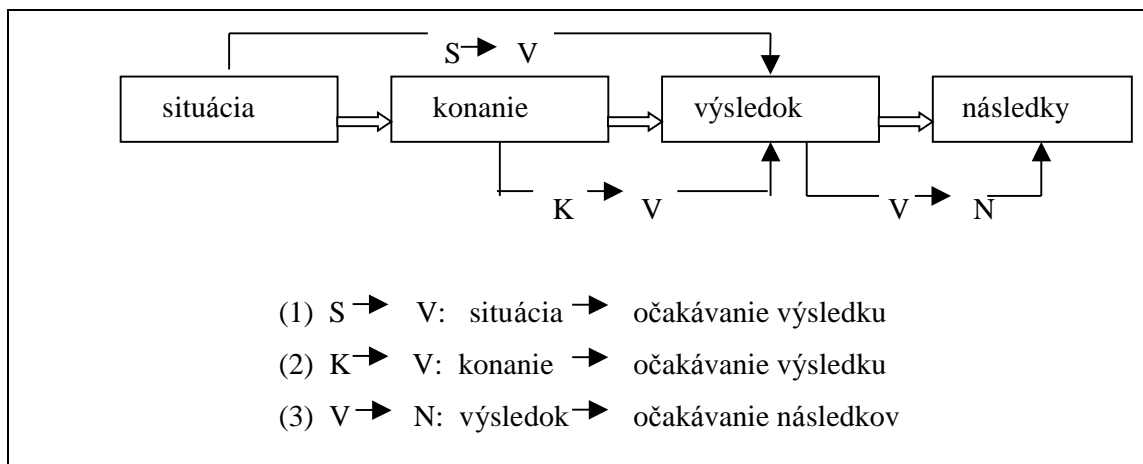 S → V
situácia konanie výsledok následky
K → V V → N
(1) S → V: situácia → očakávanie výsledku
(2) K → V: konanie → očakávanie výsledku
(3) V → N: výsledok → očakávanie následkov